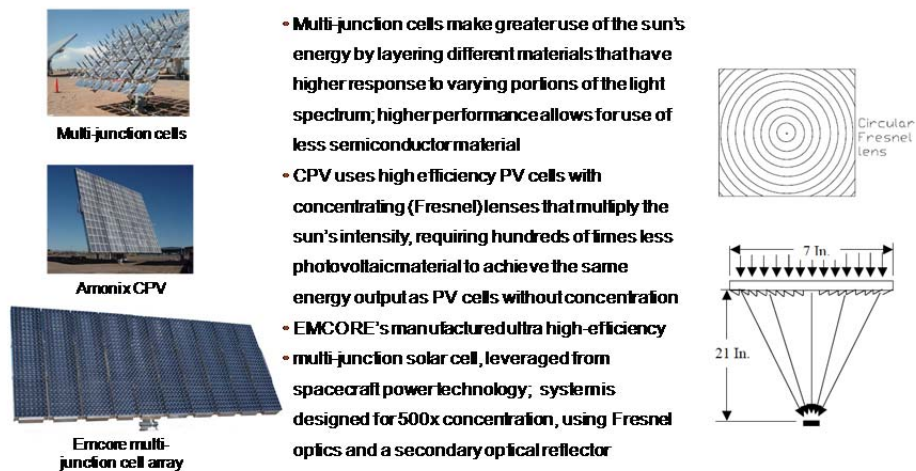 Multi-junction cells
Amonix CPV
Emcore multi-
junction cell array
• Multi-junction cells make greater use of the sun's
energy by layering different materials that have
higher response to varying portions of the light
spectrum; higher performance allows for use of
less semiconductor material
• CPV uses high efficiency PV cells with
concentrating (Fresnel) lenses that multiply the
sun's intensity, requiring hundreds of times less
photovoltaic material to achieve the same
energy output as PV cells without concentration
• EMCORE's manufactured ultra high-efficiency
• multi-junction solar cell, leveraged from
spacecraft power technology; system is
designed for 500x concentration, using Fresnel
optics and a secondary optical reflector
Circular
Fresnel
lens
7 In.
21 In.